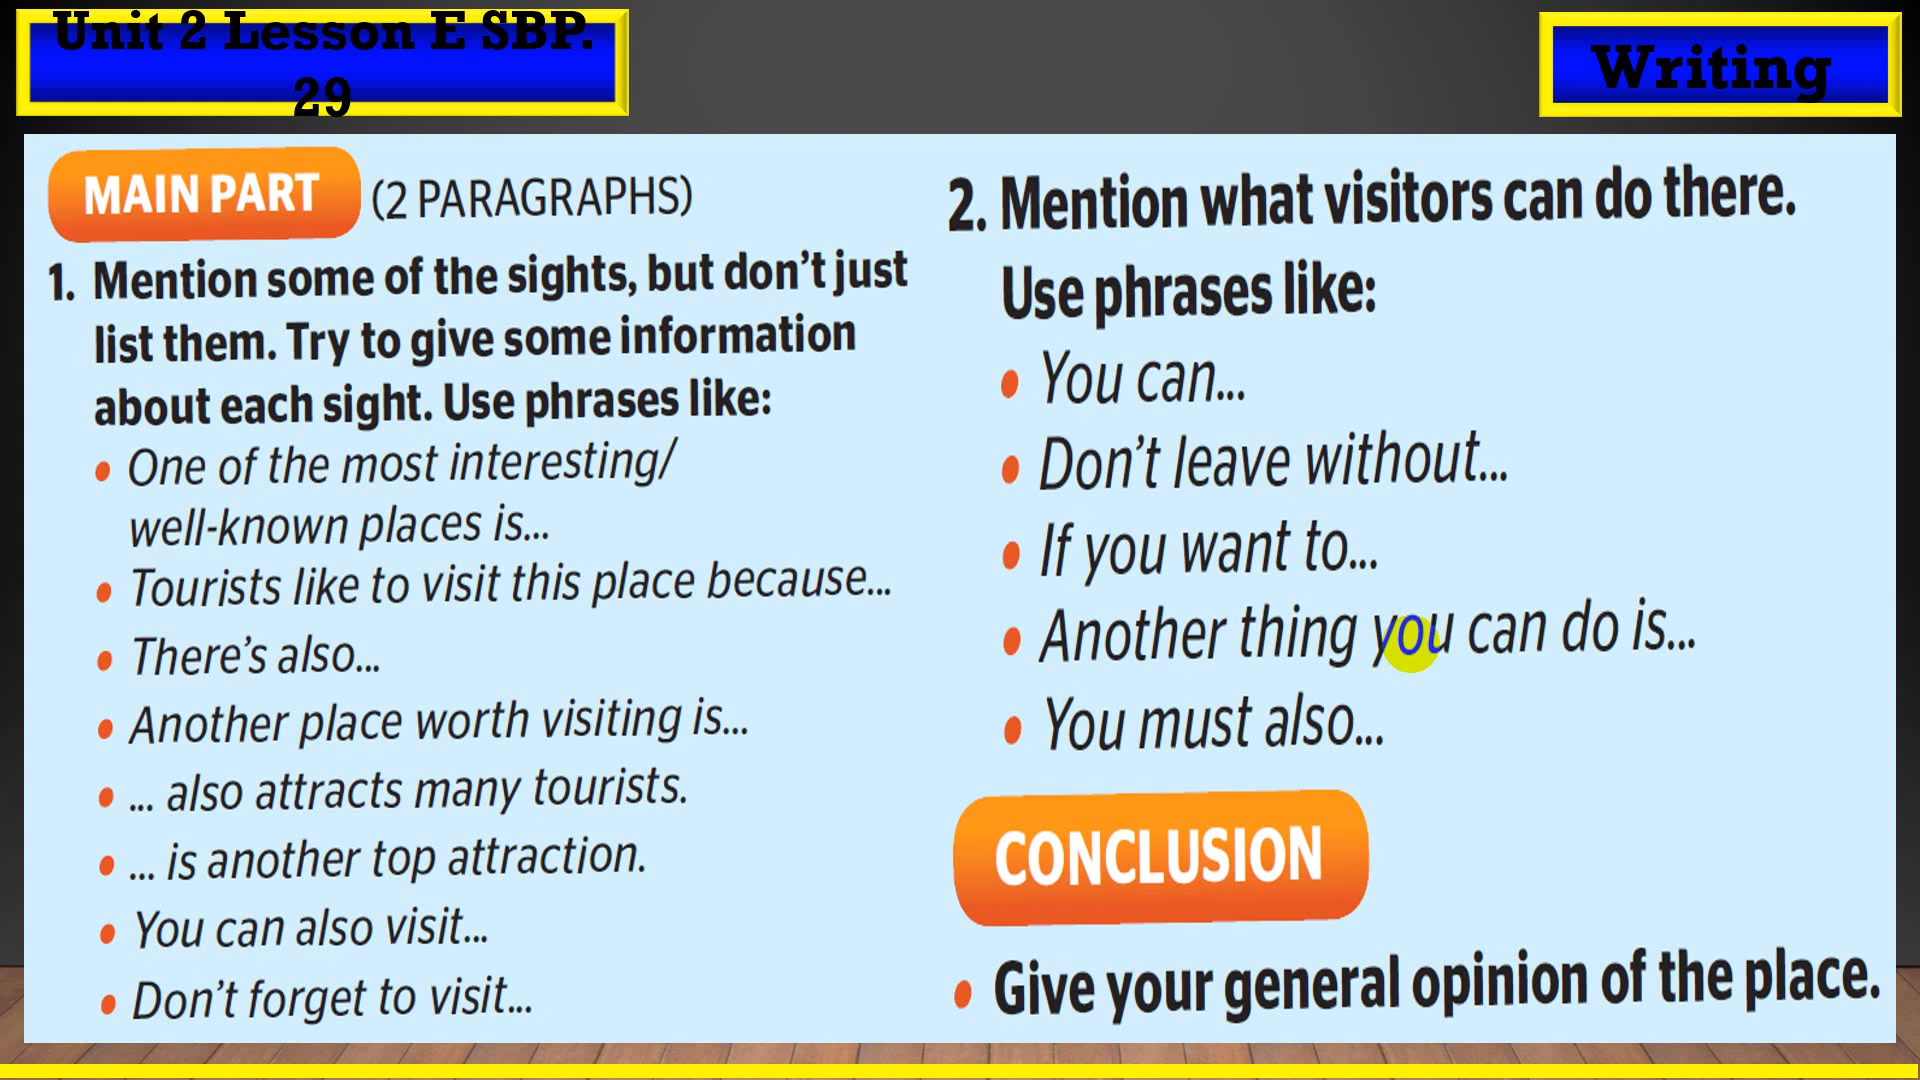 Unit 2 Lesson E SBP.
29
Writing
MAIN PART (2 PARAGRAPHS)
1. Mention some of the sights, but don't just
list them. Try to give some information
about each sight. Use phrases like:
• One of the most interesting/
well-known places is...
• Tourists like to visit this place because...
• There's also...
• Another place worth visiting is...
• ... also attracts many tourists.
• ... is another top attraction.
• You can also visit...
• Don't forget to visit...
2. Mention what visitors can do there.
Use phrases like:
• You can...
• Don't leave without...
• If you want to...
• Another thing you can do is...
• You must also...
CONCLUSION
• Give your general opinion of the place.